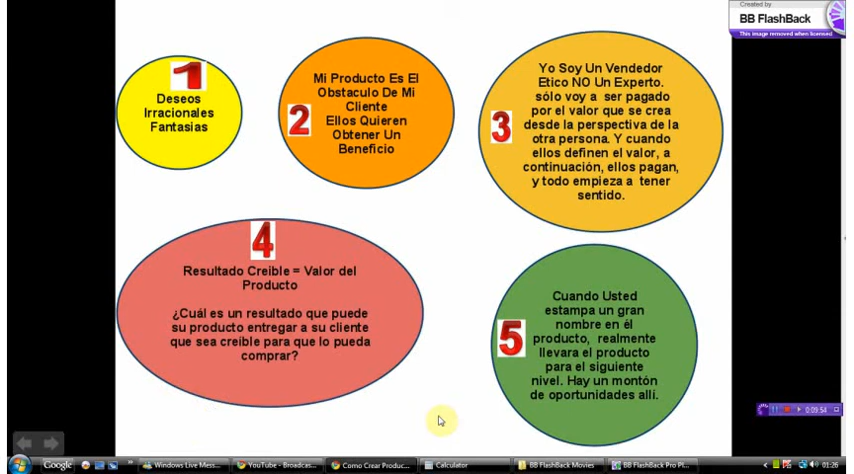 Created by
BB FlashBack
This image removed when licensed
1
Deseos
Irracionales
Fantasias
2
Mi Producto Es El
Obstaculo De Mi
Cliente
Ellos Quieren
Obtener Un
Beneficio
3
Yo Soy Un Vendedor
Etico NO Un Experto.
sólo voy a ser pagado
por el valor que se crea
desde la perspectiva de la
otra persona. Y cuando
ellos definen el valor, a
continuación, ellos pagan,
y todo empieza a tener
sentido.
4
Resultado Creible = Valor del
Producto
¿Cuál es un resultado que puede
su producto entregar a su cliente
que sea creíble para que lo pueda
comprar?
5
Cuando Usted
estampa un gran
nombre en él
producto, realmente
llevara el producto
para el siguiente
nivel. Hay un montón
de oportunidades allí.
0:09:54
Google
Windows Live Mess...
YouTube - Broadcas...
Como Crear Produc...
Calculator
BB FlashBack Movies
BB FlashBack Pro Pl...
01:26